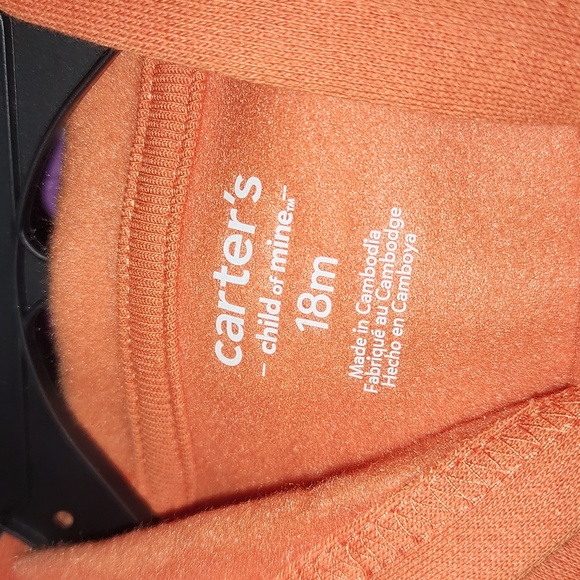 carter's
– child of mine™ –
18m
Made in Cambodia
Fabriqué au Cambodge
Hecho en Camboya